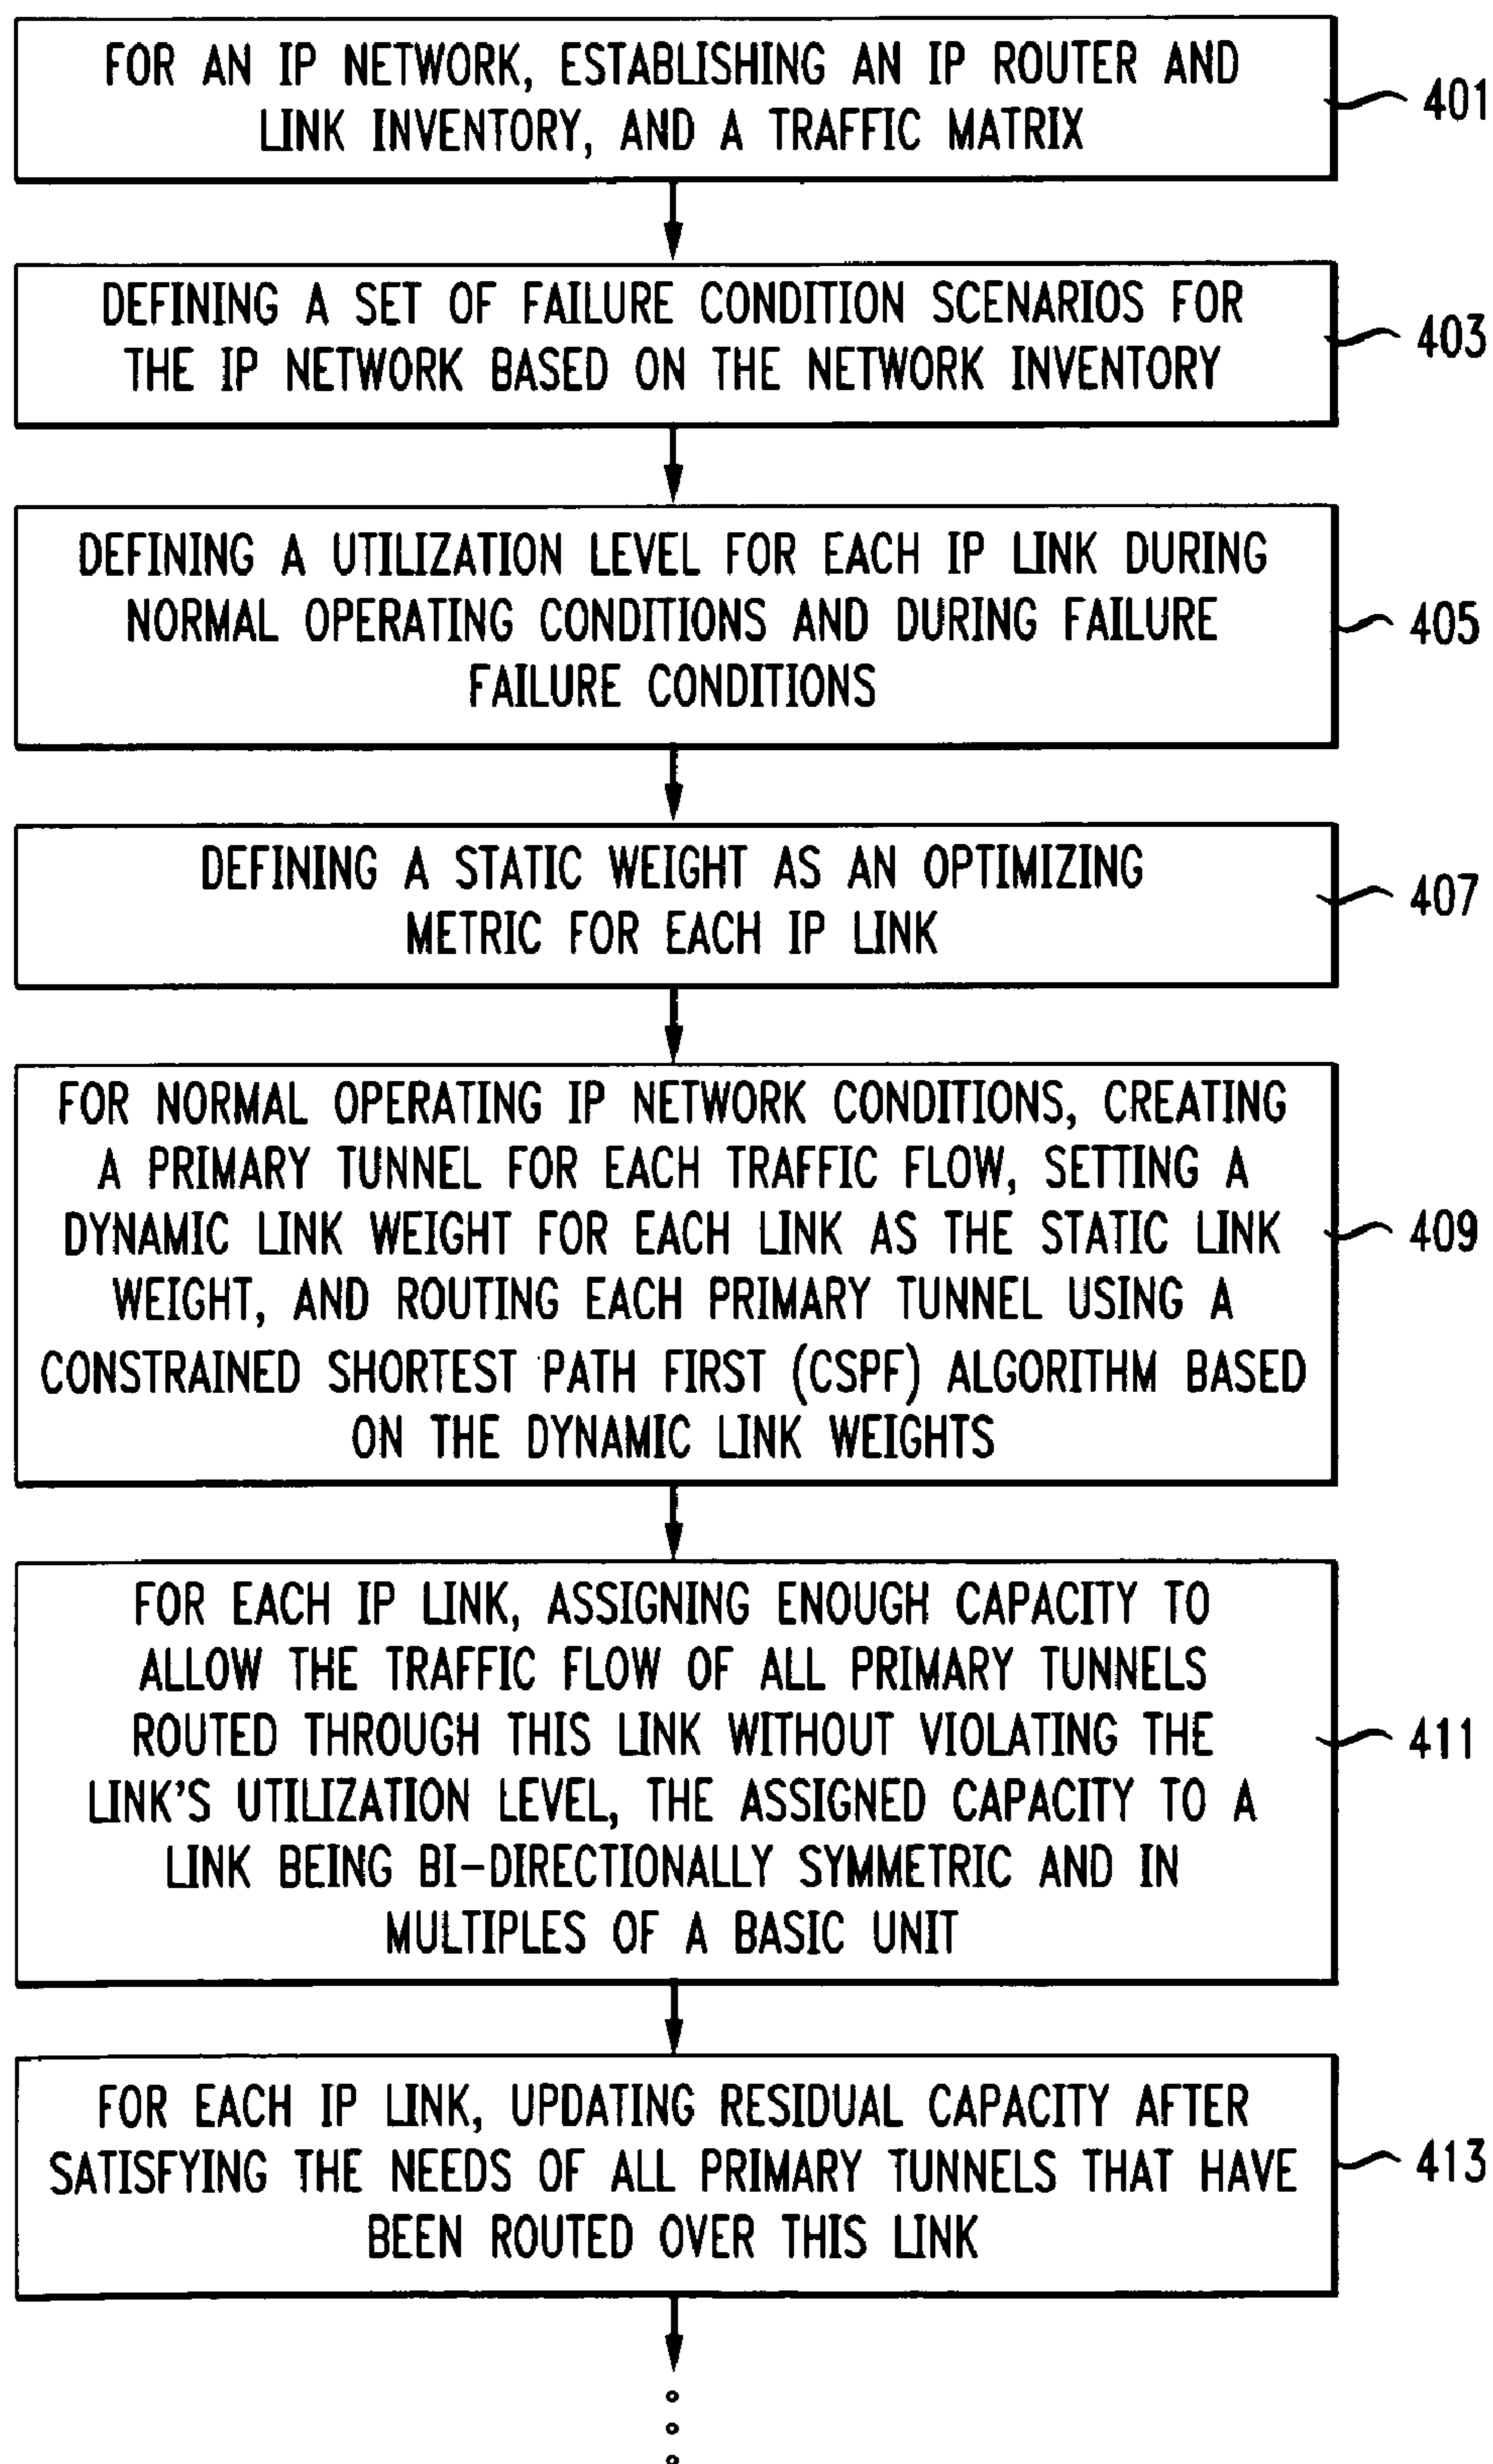 FOR AN IP NETWORK, ESTABLISHING AN IP ROUTER AND
LINK INVENTORY, AND A TRAFFIC MATRIX
401
DEFINING A SET OF FAILURE CONDITION SCENARIOS FOR
THE IP NETWORK BASED ON THE NETWORK INVENTORY
403
DEFINING A UTILIZATION LEVEL FOR EACH IP LINK DURING
NORMAL OPERATING CONDITIONS AND DURING FAILURE
FAILURE CONDITIONS
405
DEFINING A STATIC WEIGHT AS AN OPTIMIZING
METRIC FOR EACH IP LINK
407
FOR NORMAL OPERATING IP NETWORK CONDITIONS, CREATING
A PRIMARY TUNNEL FOR EACH TRAFFIC FLOW, SETTING A
DYNAMIC LINK WEIGHT FOR EACH LINK AS THE STATIC LINK
WEIGHT, AND ROUTING EACH PRIMARY TUNNEL USING A
CONSTRAINED SHORTEST PATH FIRST (CSPF) ALGORITHM BASED
ON THE DYNAMIC LINK WEIGHTS
409
FOR EACH IP LINK, ASSIGNING ENOUGH CAPACITY TO
ALLOW THE TRAFFIC FLOW OF ALL PRIMARY TUNNELS
ROUTED THROUGH THIS LINK WITHOUT VIOLATING THE
LINK'S UTILIZATION LEVEL, THE ASSIGNED CAPACITY TO A
LINK BEING BI-DIRECTIONALLY SYMMETRIC AND IN
MULTIPLES OF A BASIC UNIT
411
FOR EACH IP LINK, UPDATING RESIDUAL CAPACITY AFTER
SATISFYING THE NEEDS OF ALL PRIMARY TUNNELS THAT HAVE
BEEN ROUTED OVER THIS LINK
413